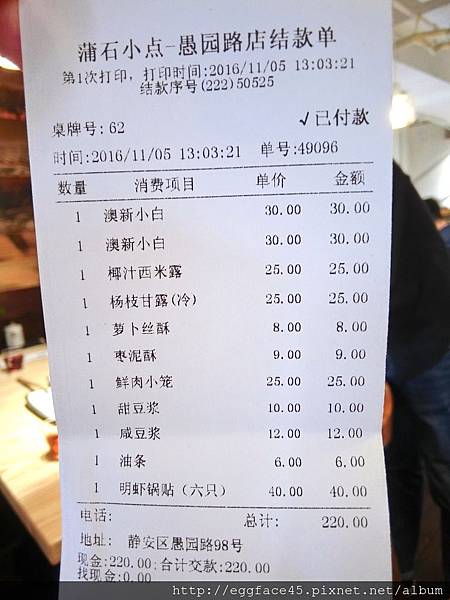 蒲石小点-愚园路店结款单
第1次打印，打印时间:2016/11/05 13:03:21
结款序号(222)50525
桌牌号: 62 √已付款
时间:2016/11/05 13:03:21 单号:49096
数量 消费项目 单价 金额
1 澳新小白 30.00 30.00
1 澳新小白 30.00 30.00
1 椰汁西米露 25.00 25.00
1 杨枝甘露(冷) 25.00 25.00
1 萝卜丝酥 8.00 8.00
1 枣泥酥 9.00 9.00
1 鲜肉小笼 25.00 25.00
1 甜豆浆 10.00 10.00
1 咸豆浆 12.00 12.00
1 油条 6.00 6.00
1 明虾锅贴（六只） 40.00 40.00
电话: 总计: 220.00
地址: 静安区愚园路98号
现金:220.00;合计交款:220.00
找现金:0.00
http://eggface45.pixnet.net/album